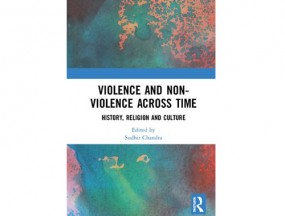 VIOLENCE AND NON-
VIOLENCE ACROSS TIME
HISTORY, RELIGION AND CULTURE
Edited by
Sudhir Chandra
R